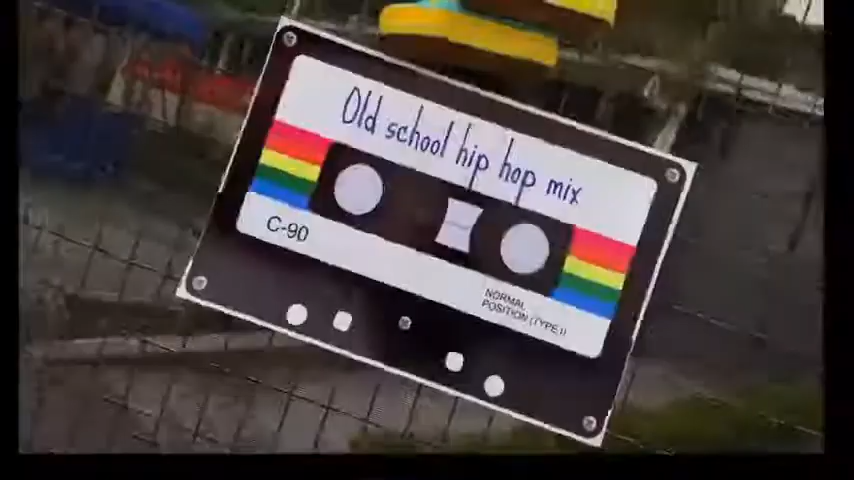 Old school hip hop mix
C-90
NORMAL
POSITION (TYPE I)